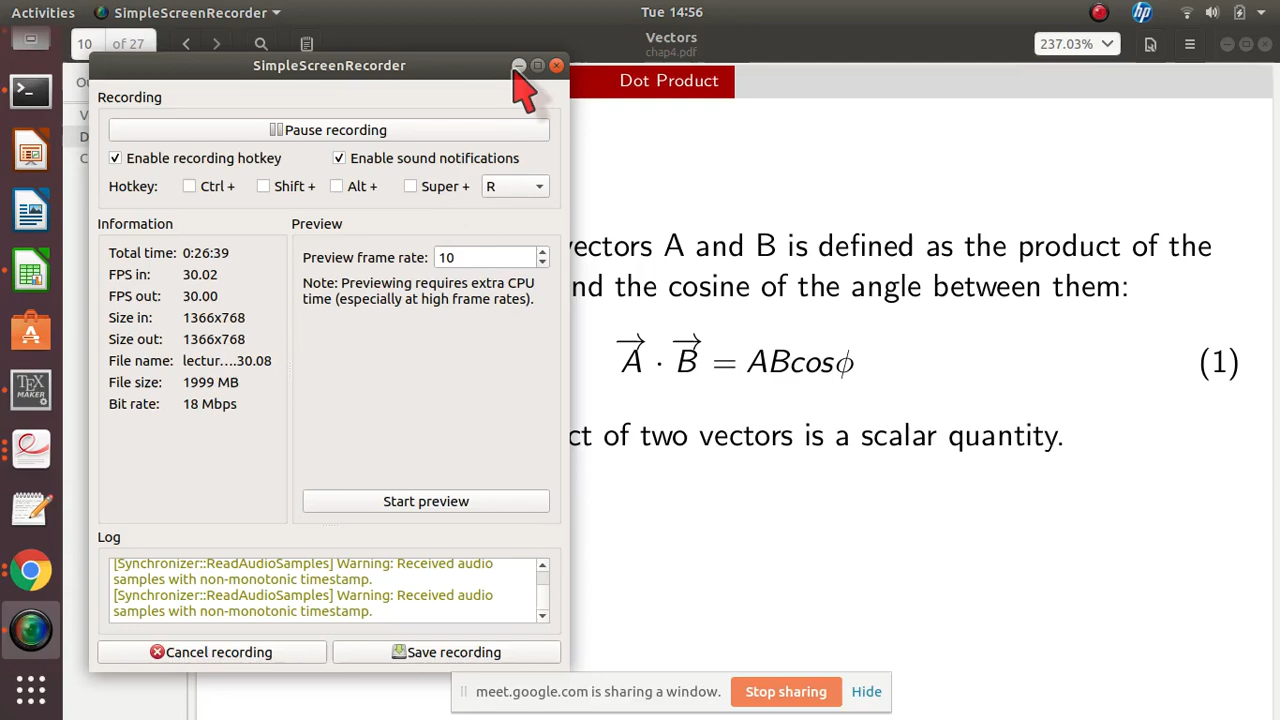 Activities
SimpleScreenRecorder
Tue 14:56
10
of 27
Vectors
chap4.pdf
237.03%
SimpleScreenRecorder
Dot Product
Recording
Pause recording
Enable recording hotkey
Enable sound notifications
Hotkey:
Ctrl +
Shift +
Alt +
Super +
R
Information
Preview
Total time: 0:26:39
FPS in: 30.02
FPS out: 30.00
Size in: 1366x768
Size out: 1366x768
File name: lectur....30.08
File size: 1999 MB
Bit rate: 18 Mbps
Preview frame rate: 10
Note: Previewing requires extra CPU
time (especially at high frame rates).
Start preview
Log
[Synchronizer::ReadAudioSamples] Warning: Received audio
samples with non-monotonic timestamp.
[Synchronizer::ReadAudioSamples] Warning: Received audio
samples with non-monotonic timestamp.
Cancel recording
Save recording
vectors A and B is defined as the product of the
nd the cosine of the angle between them:
A · B = ABcosϕ (1)
ct of two vectors is a scalar quantity.
meet.google.com is sharing a window.
Stop sharing
Hide
TEX
MAKER
hp